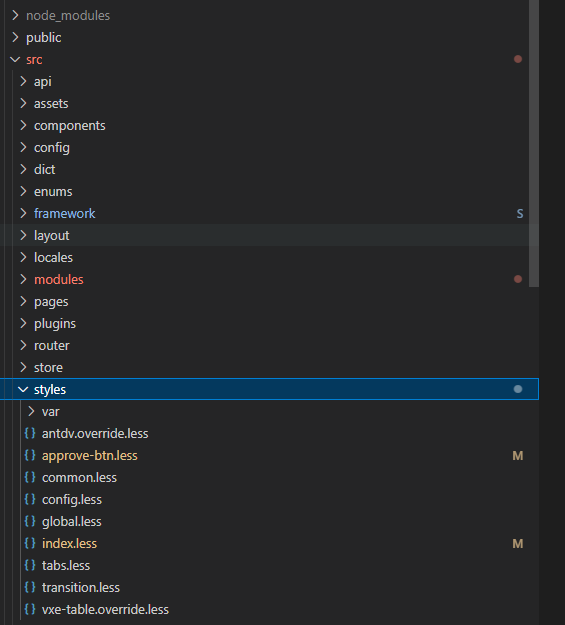 node_modules
public
src
api
assets
components
config
dict
enums
framework S
layout
locales
modules
pages
plugins
router
store
styles
var
{} antdv.override.less
{} approve-btn.less M
{} common.less
{} config.less
{} global.less
{} index.less M
{} tabs.less
{} transition.less
{} vxe-table.override.less